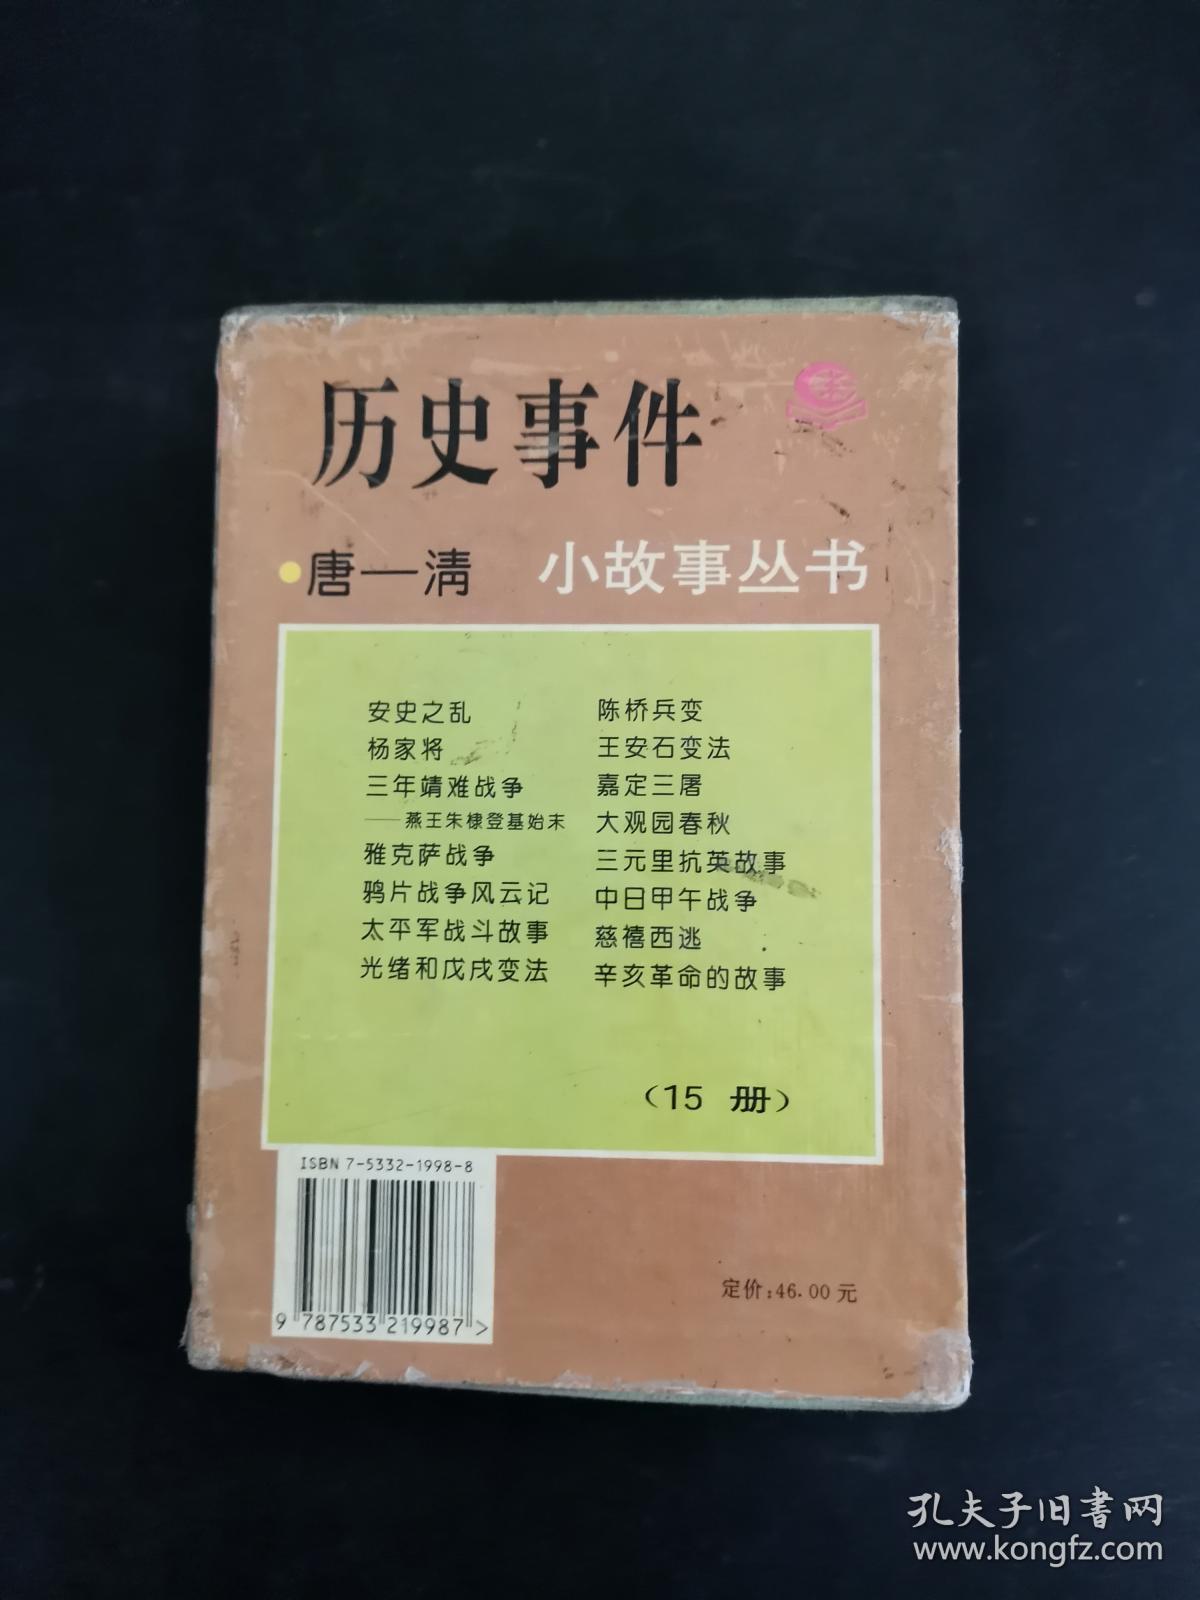 历史事件
·唐—清 小故事丛书
安史之乱 陈桥兵变
杨家将 王安石变法
三年靖难战争 嘉定三屠
——燕王朱棣登基始末 大观园春秋
雅克萨战争 三元里抗英故事
鸦片战争风云记 中日甲午战争
太平军战斗故事 慈禧西逃
光绪和戊戌变法 辛亥革命的故事
(15 册)
ISBN 7-5332-1998-8
9 787533 219987 >
定价:46.00元
孔夫子旧书网
www.kongfz.com